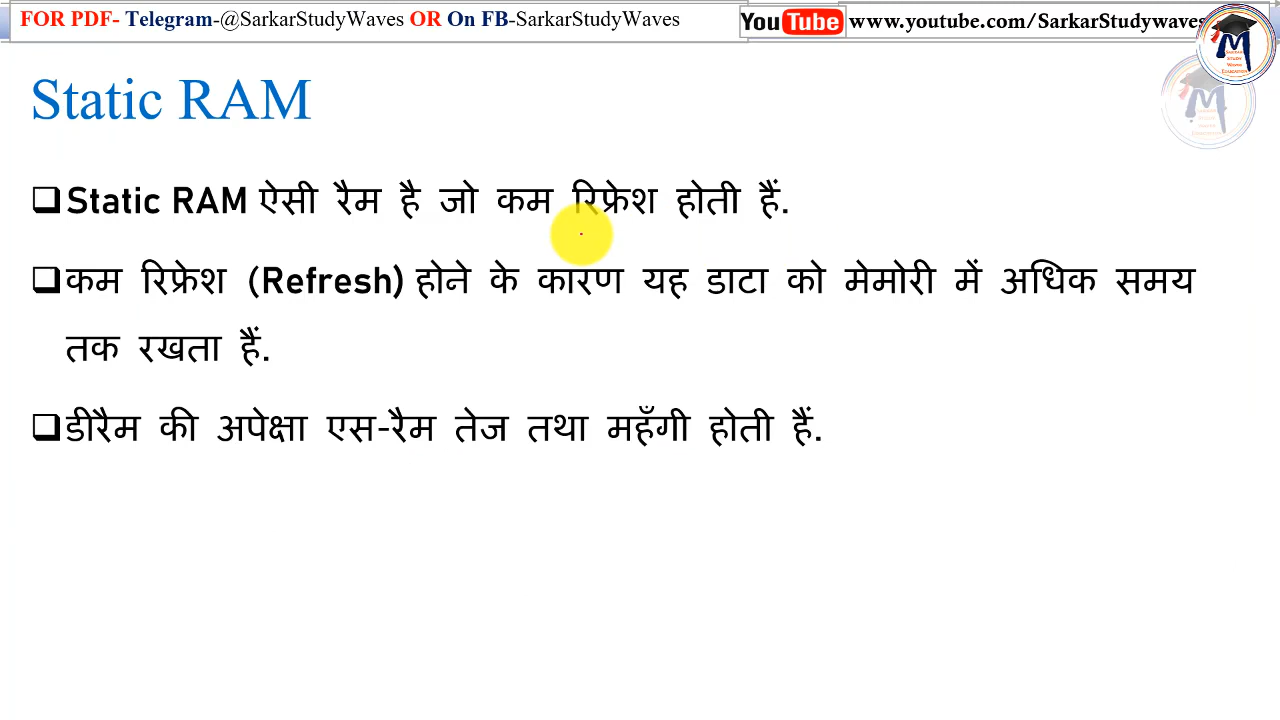 FOR PDF- Telegram-@SarkarStudyWaves OR On FB-SarkarStudyWaves
YouTube www.youtube.com/SarkarStudywaves
Static RAM
❑Static RAM ऐसी रैम है जो कम रिफ्रेश होती हैं.
❑कम रिफ्रेश (Refresh) होने के कारण यह डाटा को मेमोरी में अधिक समय
तक रखता हैं.
❑डीरैम की अपेक्षा एस-रैम तेज तथा महँगी होती हैं.